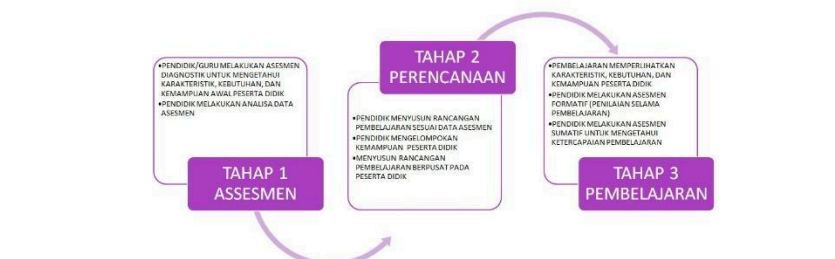 •PENDIDIK/GURU MELAKUKAN ASESMEN
DIAGNOSTIK UNTUK MENGETAHUI
KARAKTERISTIK, KEBUTUHAN, DAN
KEMAMPUAN AWAL PESERTA DIDIK
•PENDIDIK MELAKUKAN ANALISA DATA
ASESMEN
TAHAP 1
ASSESMEN
TAHAP 2
PERENCANAAN
•PENDIDIK MENYUSUN RANCANGAN
PEMBELAJARAN SESUAI DATA ASESMEN
•PENDIDIK MENGELOMPOKAN
KEMAMPUAN PESERTA DIDIK
•MENYUSUN RANCANGAN
PEMBELAJARAN BERPUSAT PADA
PESERTA DIDIK
•PEMBELAJARAN MEMPERLIHATKAN
KARAKTERISTIK, KEBUTUHAN, DAN
KEMAMPUAN PESERTA DIDIK
•PENDIDIK MELAKUKAN ASESMEN
FORMATIF (PENILAIAN SELAMA
PEMBELAJARAN)
•PENDIDIK MELAKUKAN ASESMEN
SUMATIF UNTUK MENGETAHUI
KETERCAPAIAN PEMBELAJARAN
TAHAP 3
PEMBELAJARAN